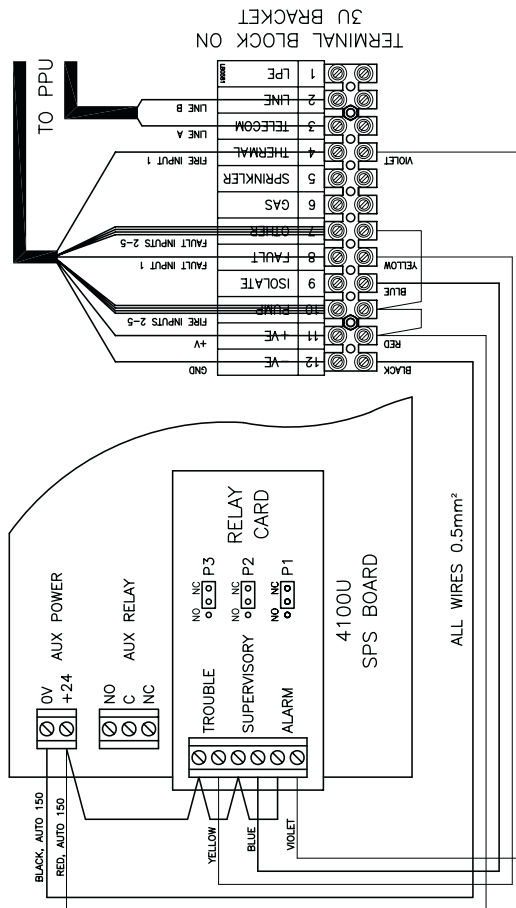 TERMINAL BLOCK ON
3U BRACKET
TO PPU
LB0581
LPE 1
LINE 2
TELECOM 3
THERMAL 4
SPRINKLER 5
GAS 6
OTHER 7
FAULT 8
ISOLATE 9
PUMP 10
+VE 11
-VE 12
LINE B
LINE A
FIRE INPUT 1
FAULT INPUTS 2-5
FAULT INPUT 1
FIRE INPUTS 2-5
V+
GND
VIOLET
YELLOW
BLUE
RED
BLACK
RELAY
CARD
P3
NO NC
P2
NO NC
P1
NO NC
4100U
SPS BOARD
ALL WIRES 0.5mm²
AUX POWER
0V
+24
AUX RELAY
NO
C
NC
TROUBLE
SUPERVISORY
ALARM
BLACK, AUTO 150
RED, AUTO 150
YELLOW
BLUE
VIOLET